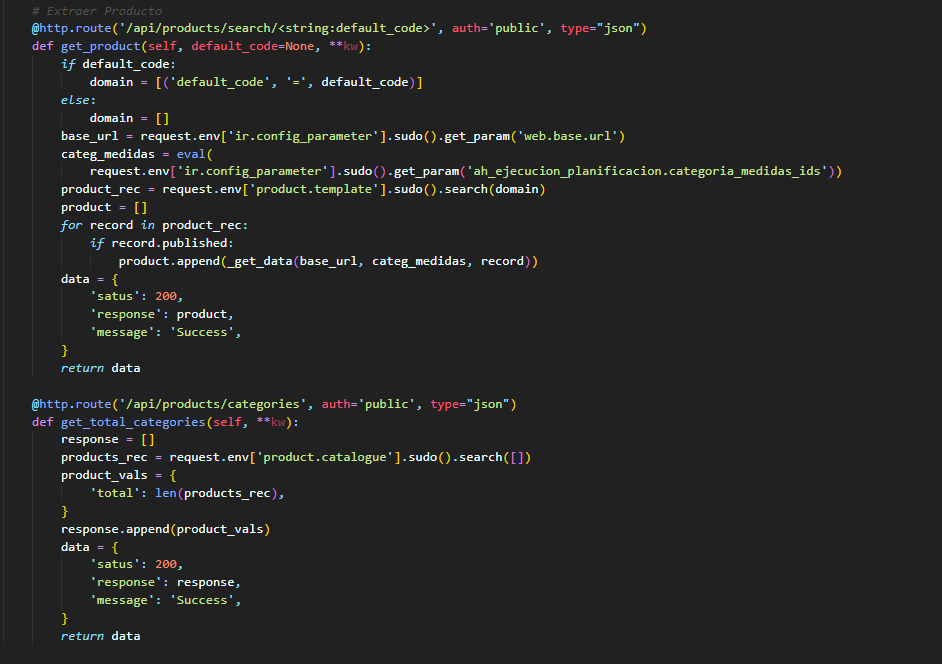 # Extraer Producto
@http.route('/api/products/search/<string:default_code>', auth='public', type="json")
def get_product(self, default_code=None, **kw):
    if default_code:
        domain = [('default_code', '=', default_code)]
    else:
        domain = []
    base_url = request.env['ir.config_parameter'].sudo().get_param('web.base.url')
    categ_medidas = eval(
        request.env['ir.config_parameter'].sudo().get_param('ah_ejecucion_planificacion.categoria_medidas_ids'))
    product_rec = request.env['product.template'].sudo().search(domain)
    product = []
    for record in product_rec:
        if record.published:
            product.append(_get_data(base_url, categ_medidas, record))
    data = {
        'satus': 200,
        'response': product,
        'message': 'Success',
    }
    return data
@http.route('/api/products/categories', auth='public', type="json")
def get_total_categories(self, **kw):
    response = []
    products_rec = request.env['product.catalogue'].sudo().search([])
    product_vals = {
        'total': len(products_rec),
    }
    response.append(product_vals)
    data = {
        'satus': 200,
        'response': response,
        'message': 'Success',
    }
    return data